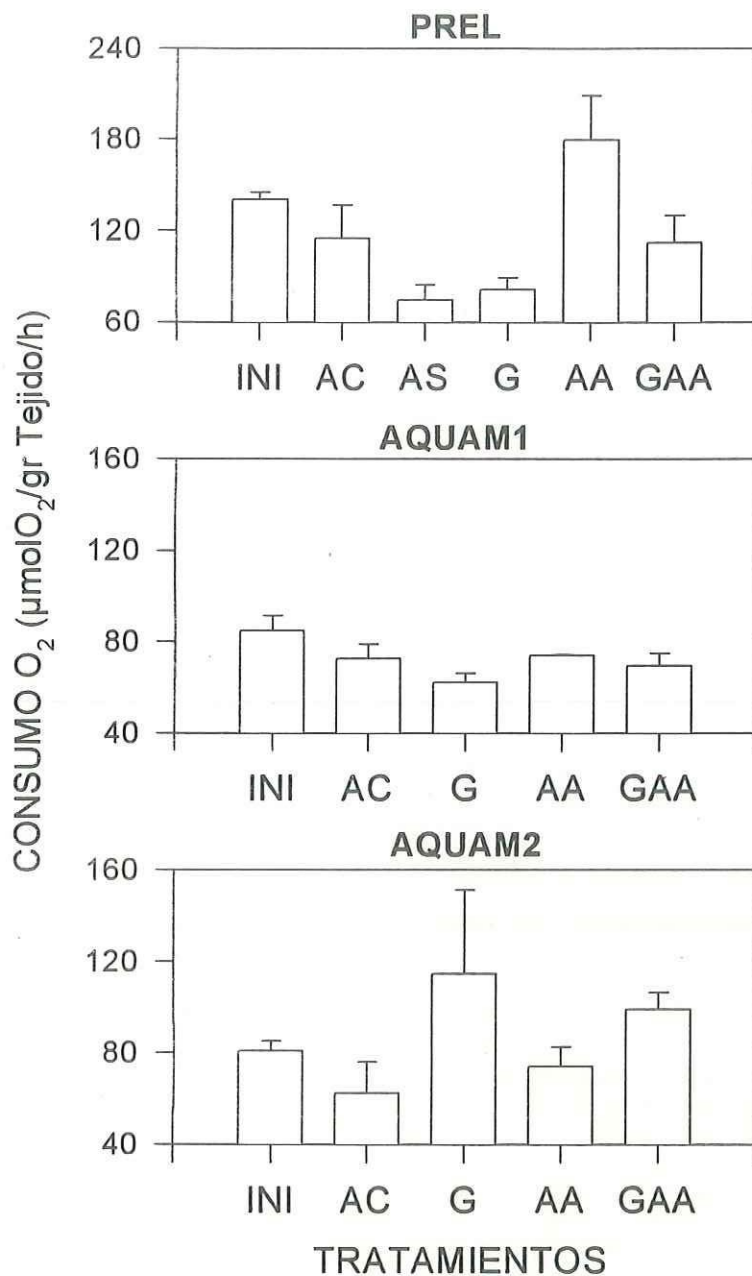 PREL
240
180
120
60
INI AC AS G AA GAA
AQUAM1
160
120
80
40
INI AC G AA GAA
AQUAM2
160
120
80
40
INI AC G AA GAA
TRATAMIENTOS
CONSUMO O₂ (µmolO₂/gr Tejido/h)